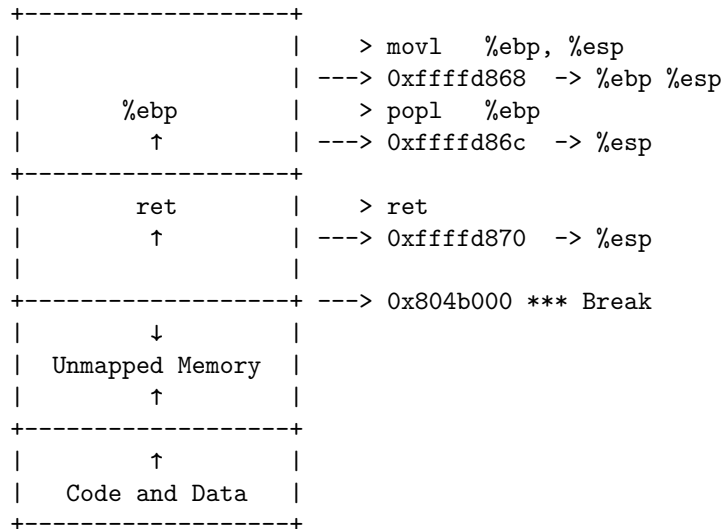 +-------------------+
|                   |    > movl   %ebp, %esp
|                   | ---> 0xffffd868  -> %ebp %esp
|       %ebp        |    > popl   %ebp
|         ↑         | ---> 0xffffd86c  -> %esp
+-------------------+
|        ret        |    > ret
|         ↑         | ---> 0xffffd870  -> %esp
|                   |
+-------------------+ ---> 0x804b000 *** Break
|         ↓         |
|  Unmapped Memory  |
|         ↑         |
+-------------------+
|         ↑         |
|   Code and Data   |
+-------------------+